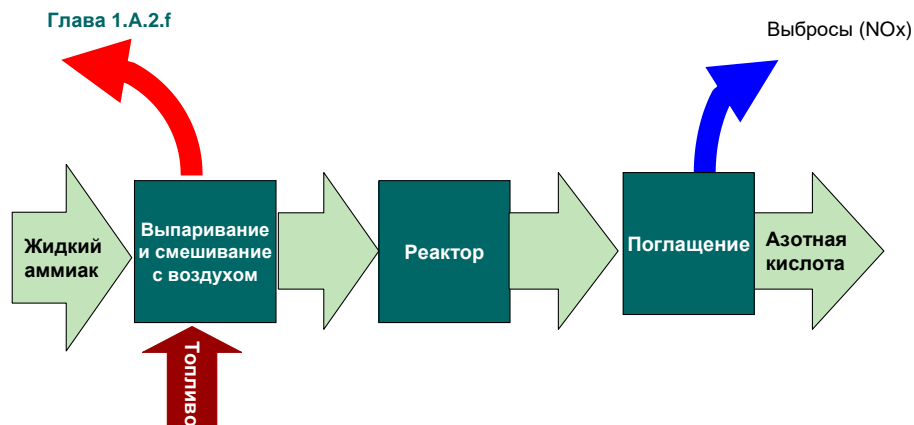 Глава 1.A.2.f
Выбросы (NOx)
Жидкий
аммиак
Выпаривание
и смешивание
с воздухом
Реактор
Поглащение
Азотная
кислота
Топливо